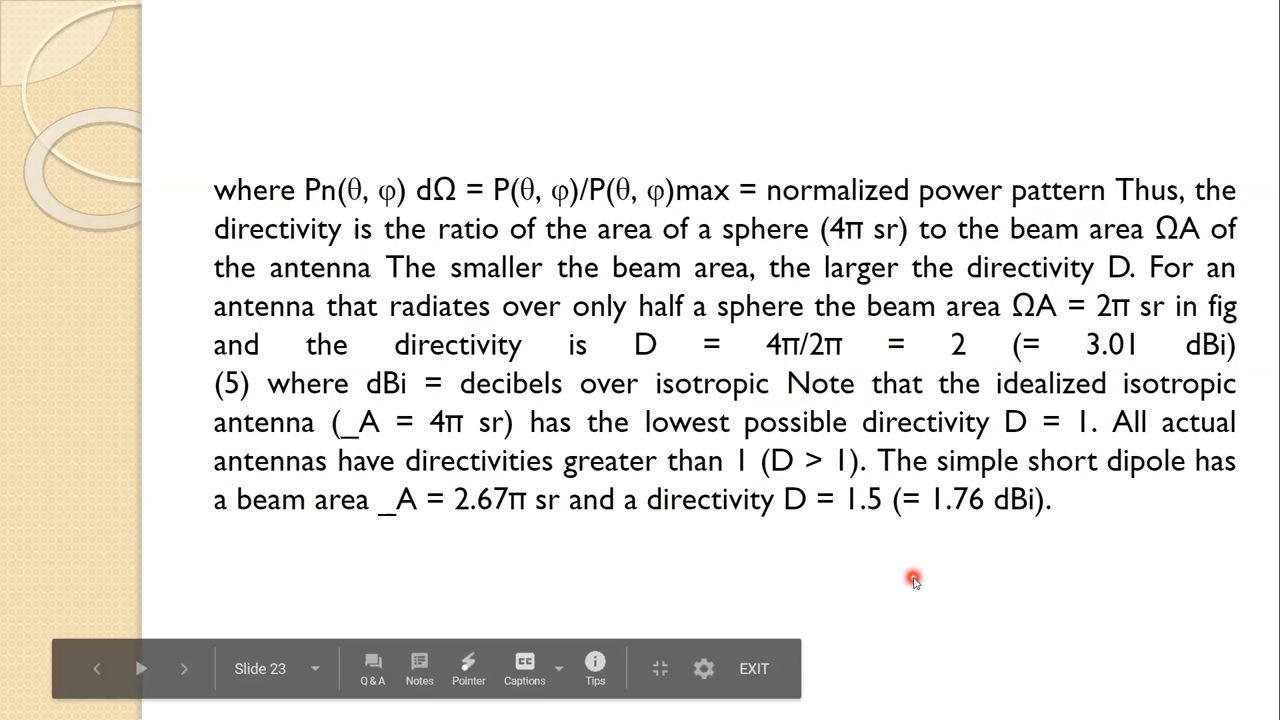 where Pn(θ, φ) dΩ = P(θ, φ)/P(θ, φ)max = normalized power pattern Thus, the
directivity is the ratio of the area of a sphere (4π sr) to the beam area ΩA of
the antenna The smaller the beam area, the larger the directivity D. For an
antenna that radiates over only half a sphere the beam area ΩA = 2π sr in fig
and the directivity is D = 4π/2π = 2 (= 3.01 dBi)
(5) where dBi = decibels over isotropic Note that the idealized isotropic
antenna (_A = 4π sr) has the lowest possible directivity D = 1. All actual
antennas have directivities greater than 1 (D > 1). The simple short dipole has
a beam area _A = 2.67π sr and a directivity D = 1.5 (= 1.76 dBi).
Slide 23
Q & A
Notes
Pointer
CC
Captions
Tips
EXIT